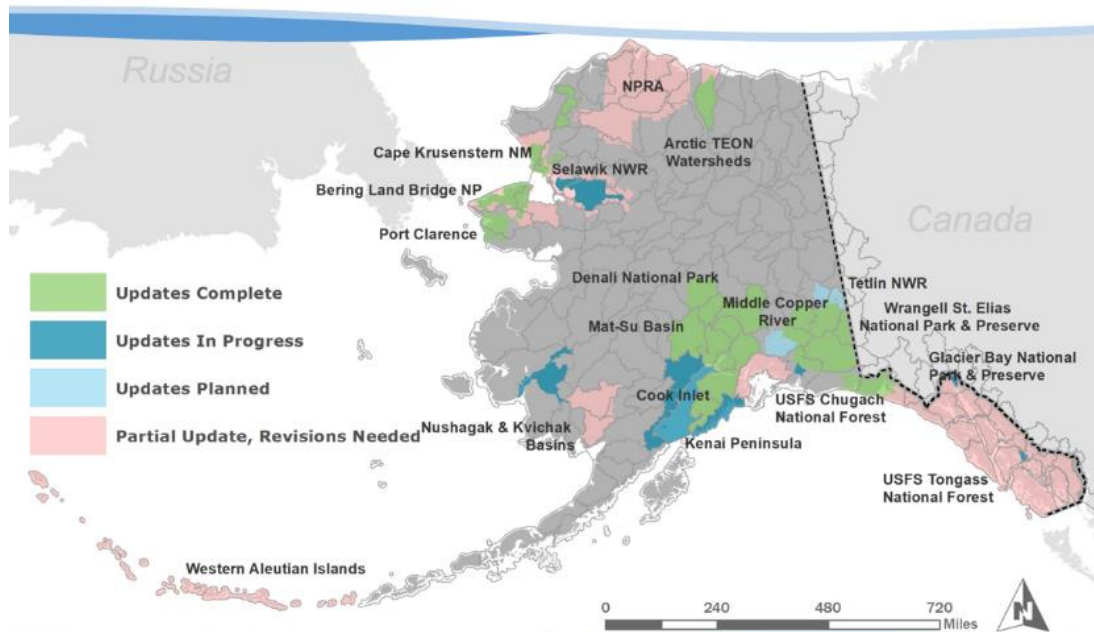 Russia
NPRA
Arctic TEON
Watersheds
Cape Krusenstern NM
Selawik NWR
Bering Land Bridge NP
Port Clarence
Canada
Updates Complete
Updates In Progress
Updates Planned
Partial Update, Revisions Needed
Denali National Park
Tetlin NWR
Middle Copper
River
Wrangell St. Elias
National Park & Preserve
Mat-Su Basin
Glacier Bay National
Park & Preserve
Cook Inlet
USFS Chugach
National Forest
Nushagak & Kvichak
Basins
Kenai Peninsula
USFS Tongass
National Forest
Western Aleutian Islands
0 240 480 720
Miles
N